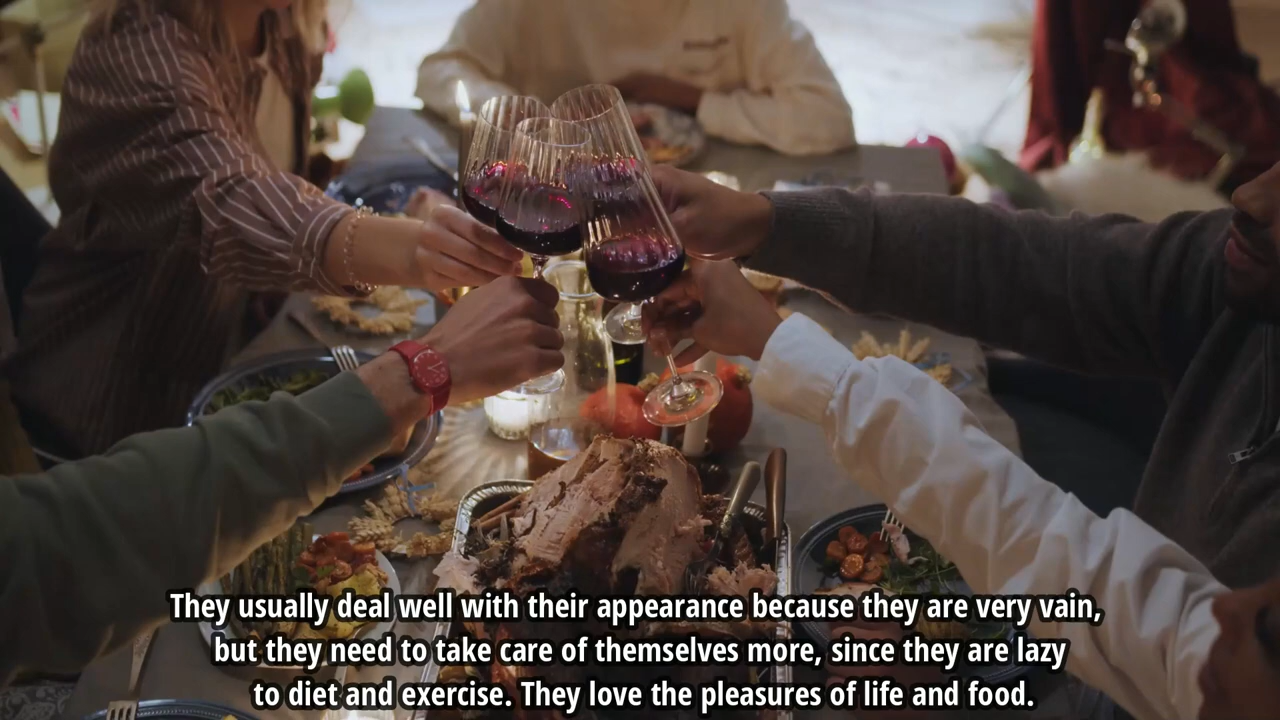 They usually deal well with their appearance because they are very vain,
but they need to take care of themselves more, since they are lazy
to diet and exercise. They love the pleasures of life and food.